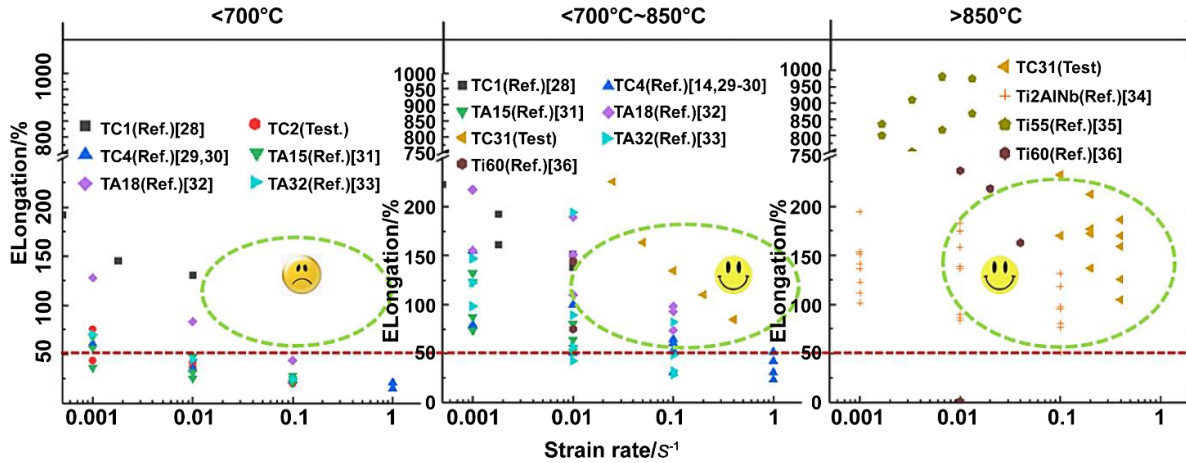 <700°C
<700°C~850°C
>850°C
ELongation/%
1000
900
800
200
150
100
50
TC1(Ref.)[28]
TC2(Test.)
TC4(Ref.)[29,30]
TA15(Ref.)[31]
TA18(Ref.)[32]
TA32(Ref.)[33]
0.001
0.01
0.1
1
ELongation/%
1000
950
900
850
800
750
200
150
100
50
0
TC1(Ref.)[28]
TC4(Ref.)[14,29-30]
TA15(Ref.)[31]
TA18(Ref.)[32]
TC31(Test)
TA32(Ref.)[33]
Ti60(Ref.)[36]
0.001
0.01
0.1
1
ELongation/%
1000
950
900
850
800
750
200
150
100
50
0
TC31(Test)
Ti2AlNb(Ref.)[34]
Ti55(Ref.)[35]
Ti60(Ref.)[36]
0.001
0.01
0.1
1
Strain rate/s⁻¹